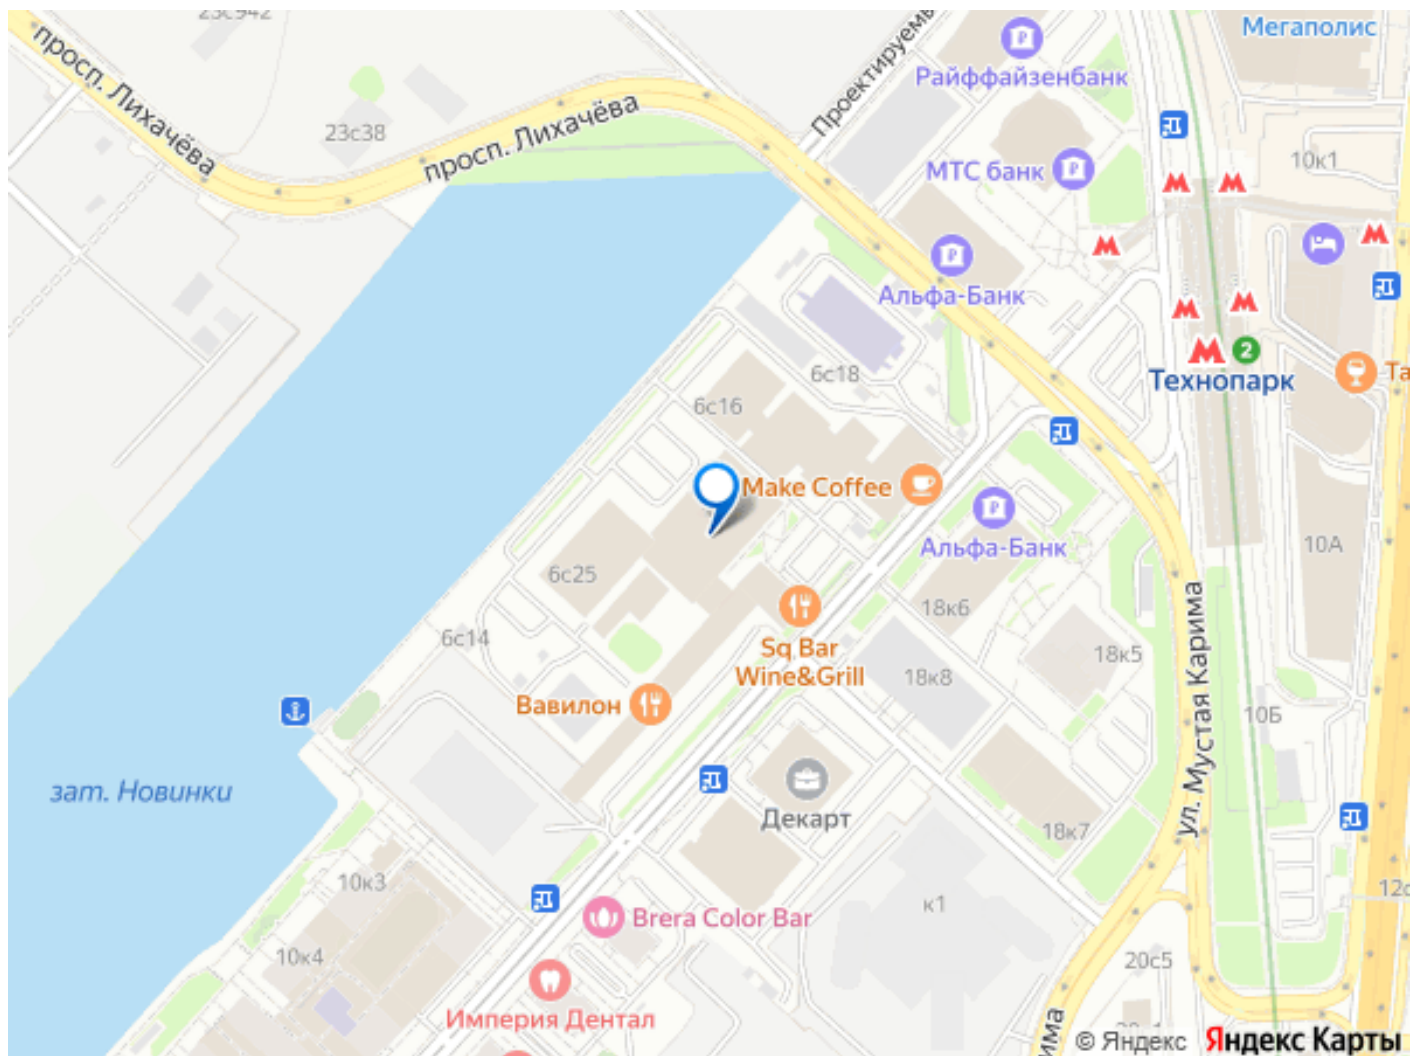 23с942
Мегаполис
просп. Лихачёва
Райффайзенбанк
просп. Лихачёва
23с38
10к1
МТС банк
Альфа-Банк
Технопарк
2
6с18
6с16
Make Coffee
Альфа-Банк
10А
6с25
18к6
6с14
Sq Bar
Wine&Grill
18к5
18к8
Вавилон
ул. Мустая Карима
10Б
зат. Новинки
Декарт
18к7
10к3
к1
Brera Color Bar
10к4
20с5
Империя Дентал
© Яндекс Яндекс Карты